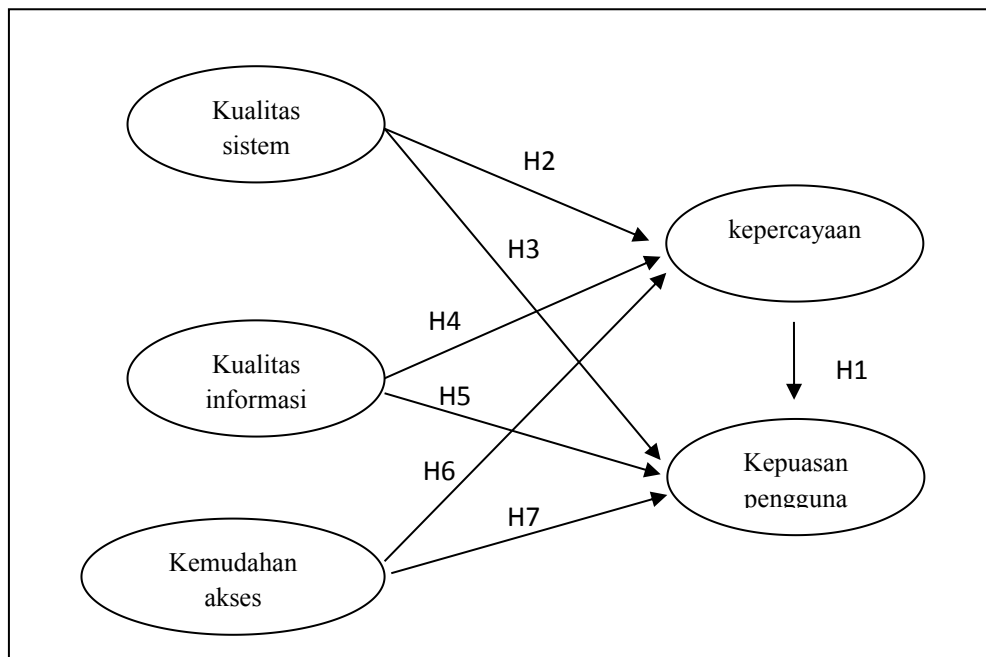 Kualitas
sistem
H2
kepercayaan
H3
H4
Kualitas
informasi
H1
H5
Kepuasan
pengguna
H6
H7
Kemudahan
akses